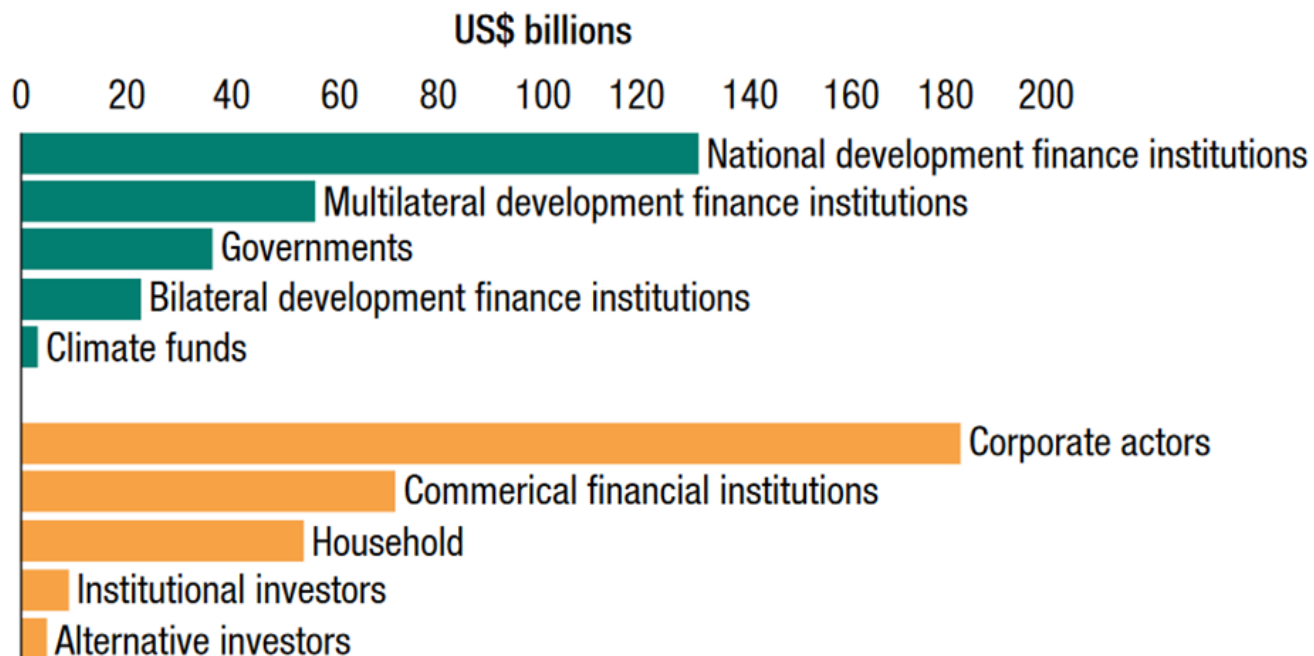 US$ billions
0 20 40 60 80 100 120 140 160 180 200
National development finance institutions
Multilateral development finance institutions
Governments
Bilateral development finance institutions
Climate funds
Corporate actors
Commerical financial institutions
Household
Institutional investors
Alternative investors